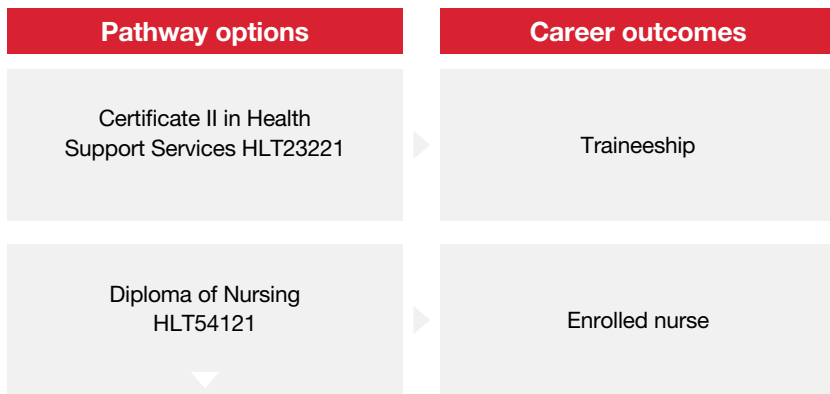 Pathway options
Career outcomes
Certificate II in Health
Support Services HLT23221
Traineeship
Diploma of Nursing
HLT54121
Enrolled nurse